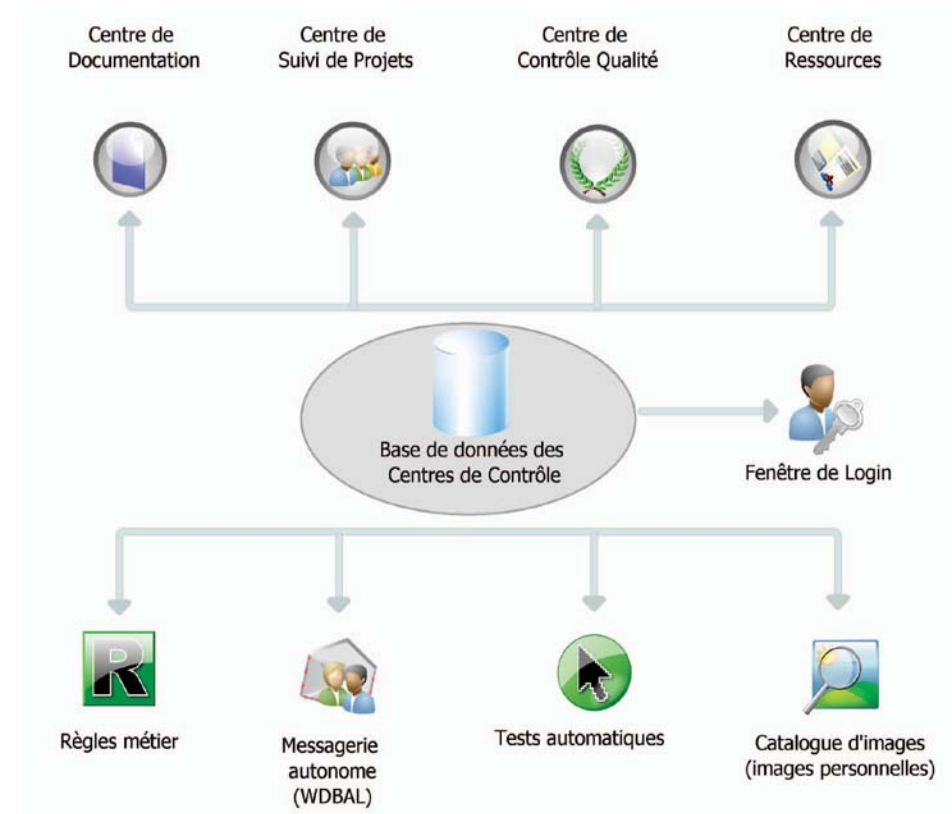 Centre de
Documentation
Centre de
Suivi de Projets
Centre de
Contrôle Qualité
Centre de
Ressources
Base de données des
Centres de Contrôle
Fenêtre de Login
R
Règles métier
Messagerie
autonome
(WDBAL)
Tests automatiques
Catalogue d'images
(images personnelles)